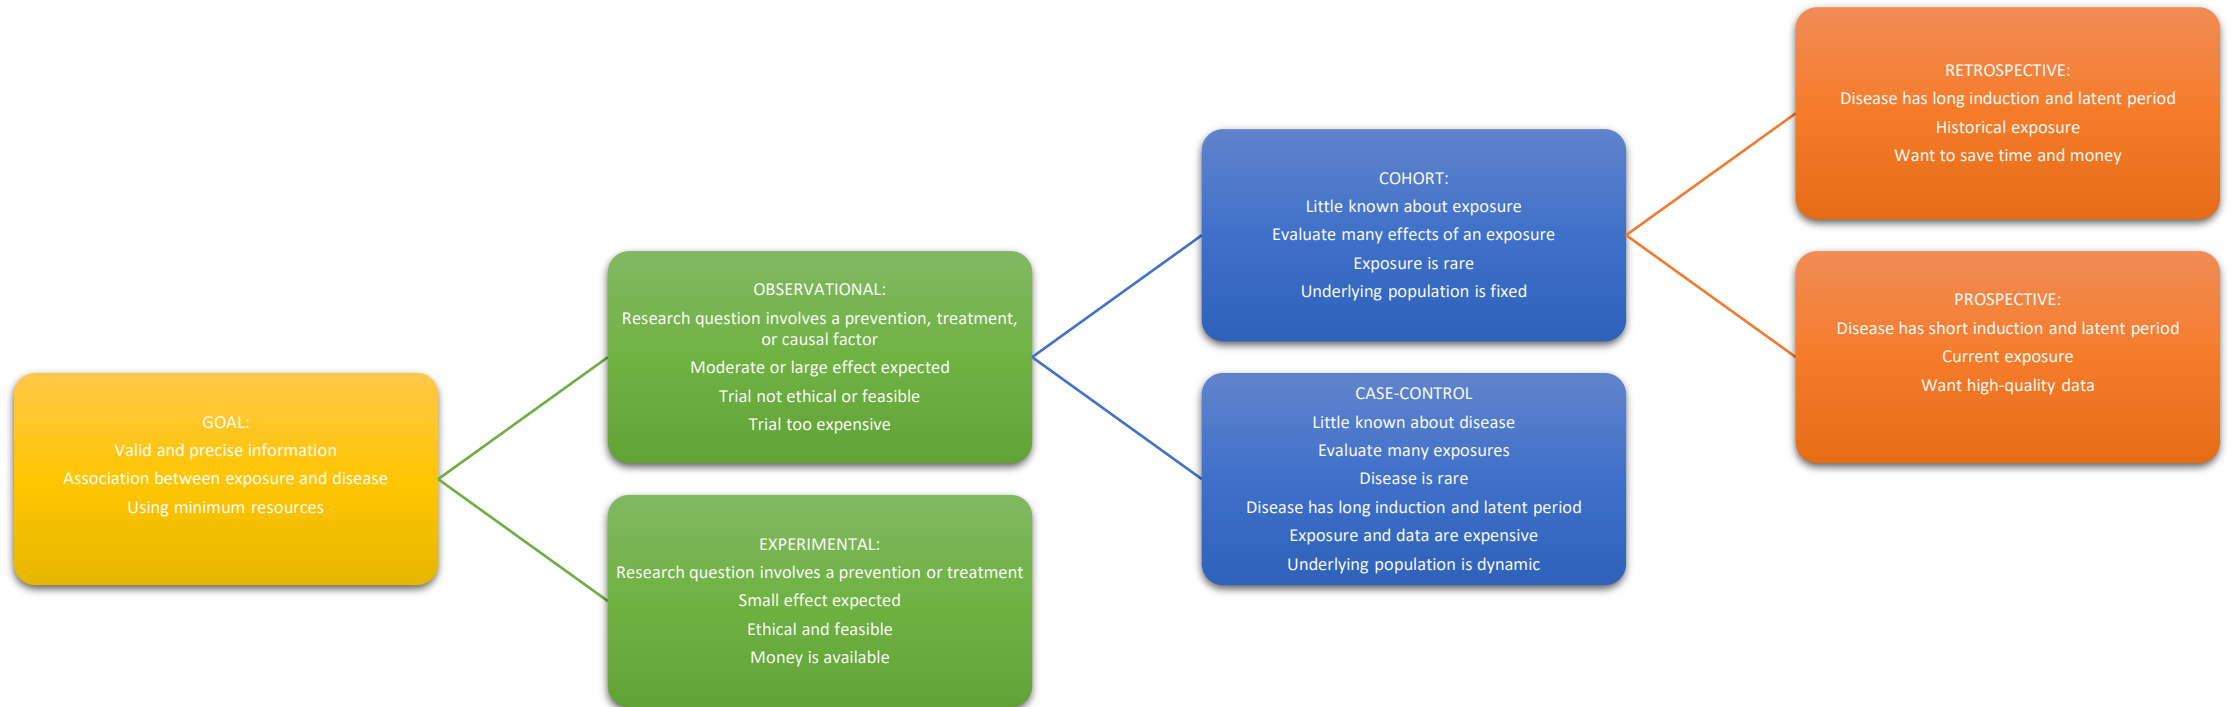 GOAL:
Valid and precise information
Association between exposure and disease
Using minimum resources
OBSERVATIONAL:
Research question involves a prevention, treatment,
or causal factor
Moderate or large effect expected
Trial not ethical or feasible
Trial too expensive
EXPERIMENTAL:
Research question involves a prevention or treatment
Small effect expected
Ethical and feasible
Money is available
COHORT:
Little known about exposure
Evaluate many effects of an exposure
Exposure is rare
Underlying population is fixed
CASE-CONTROL
Little known about disease
Evaluate many exposures
Disease is rare
Disease has long induction and latent period
Exposure and data are expensive
Underlying population is dynamic
RETROSPECTIVE:
Disease has long induction and latent period
Historical exposure
Want to save time and money
PROSPECTIVE:
Disease has short induction and latent period
Current exposure
Want high-quality data